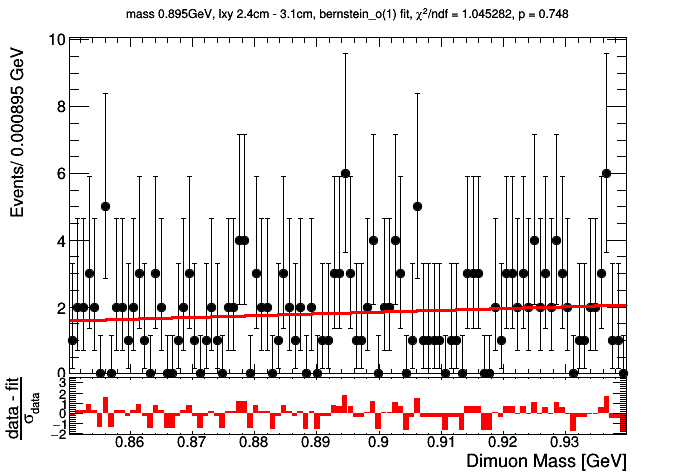 mass 0.895GeV, lxy 2.4cm - 3.1cm, bernstein_o(1) fit, χ²/ndf = 1.045282, p = 0.748
Events/ 0.000895 GeV
10
8
6
4
2
0
data - fit
σdata
3
2
1
0
−1
−2
0.86 0.87 0.88 0.89 0.9 0.91 0.92 0.93
Dimuon Mass [GeV]